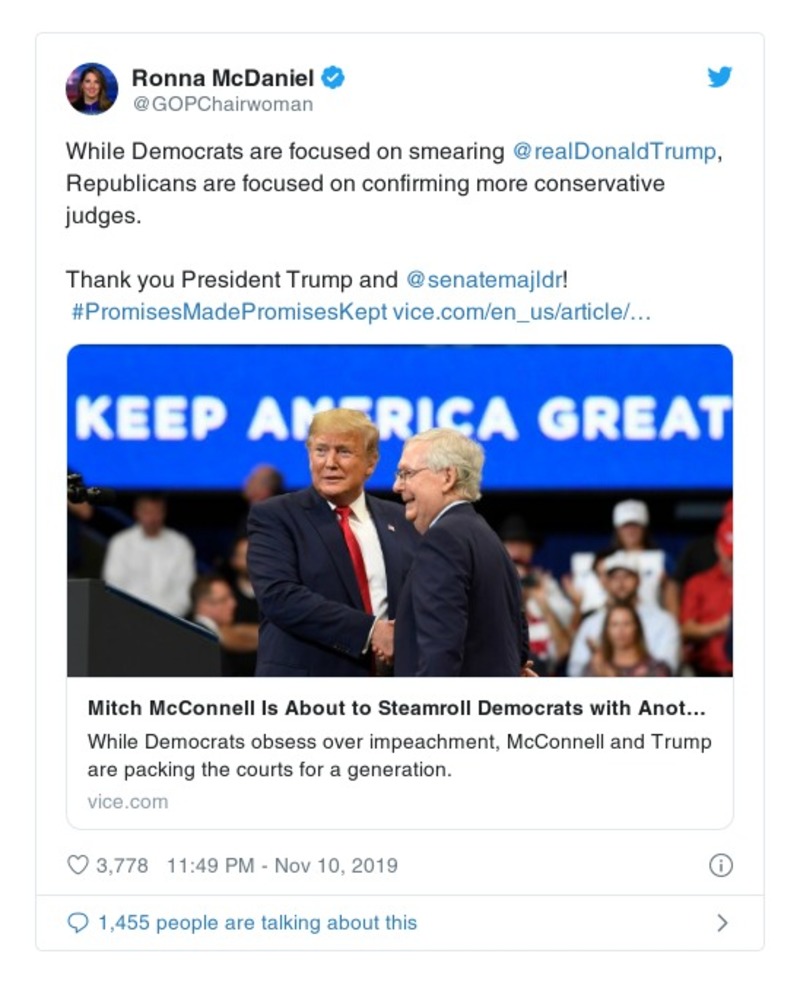 Ronna McDaniel
@GOPChairwoman
While Democrats are focused on smearing @realDonaldTrump,
Republicans are focused on confirming more conservative
judges.
Thank you President Trump and @senatemajldr!
#PromisesMadePromisesKept vice.com/en_us/article/…
KEEP AMERICA GREAT
Mitch McConnell Is About to Steamroll Democrats with Anot...
While Democrats obsess over impeachment, McConnell and Trump
are packing the courts for a generation.
vice.com
3,778 11:49 PM - Nov 10, 2019
1,455 people are talking about this